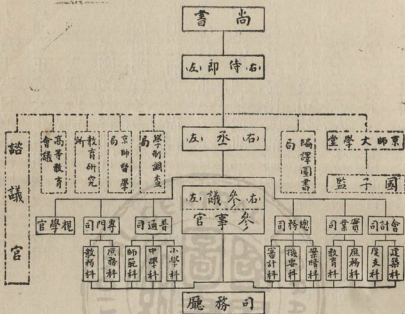 尚書
右侍郎左
右丞左
京師大學堂
國子監
編譯圖書局
學制調查局
京師督學局
教育研究所
高等教育會議
諮議官
右參議左
參事官
會計司
實業司
總務司
普通司
專門司
視學官
建築科
度支科
庶務科
教育科
案牘科
機要科
審計科
小學科
中學科
師範科
庶務科
教務科
司務廳